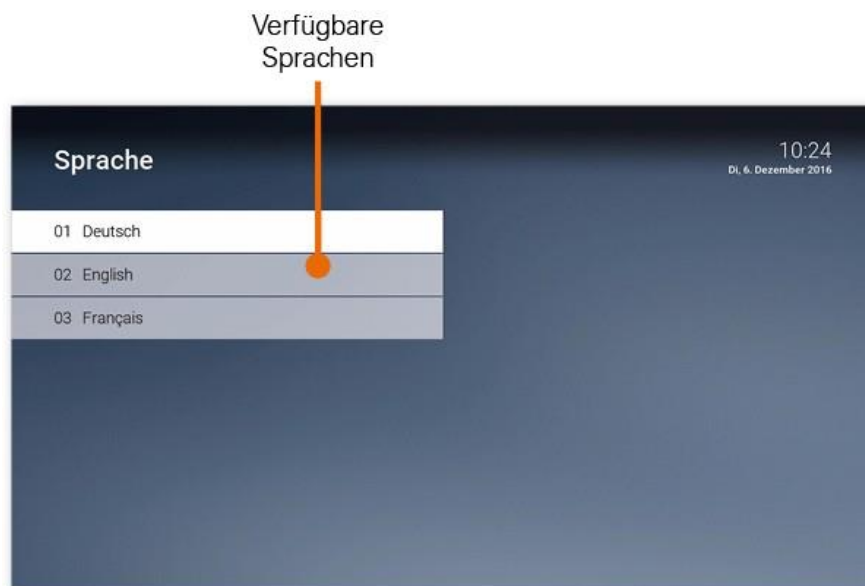 Verfügbare
Sprachen
Sprache
10:24
Di, 6. Dezember 2016
01 Deutsch
02 English
03 Français